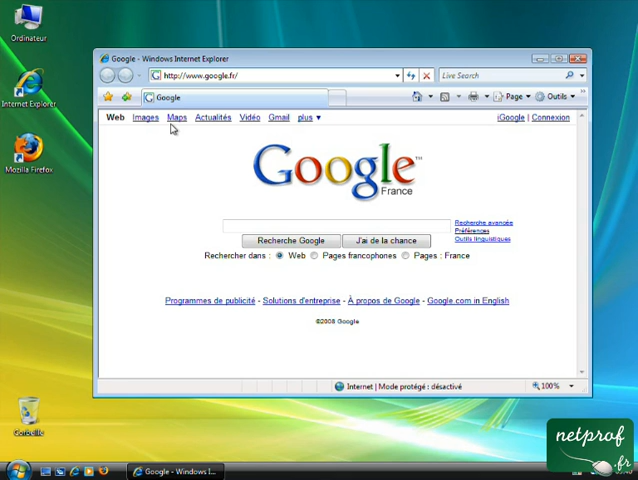 Ordinateur
Internet Explorer
Mozilla Firefox
Corbeille
Google - Windows Internet Explorer
http://www.google.fr/
Live Search
Google
Page
Outils
Web Images Maps Actualités Vidéo Gmail plus ▼
iGoogle | Connexion
Google™
France
Recherche avancée
Préférences
Outils linguistiques
Recherche Google
J'ai de la chance
Rechercher dans : Web Pages francophones Pages : France
Programmes de publicité - Solutions d'entreprise - À propos de Google - Google.com in English
©2008 Google
Internet | Mode protégé : désactivé
100%
Google - Windows I...
netprof
.fr